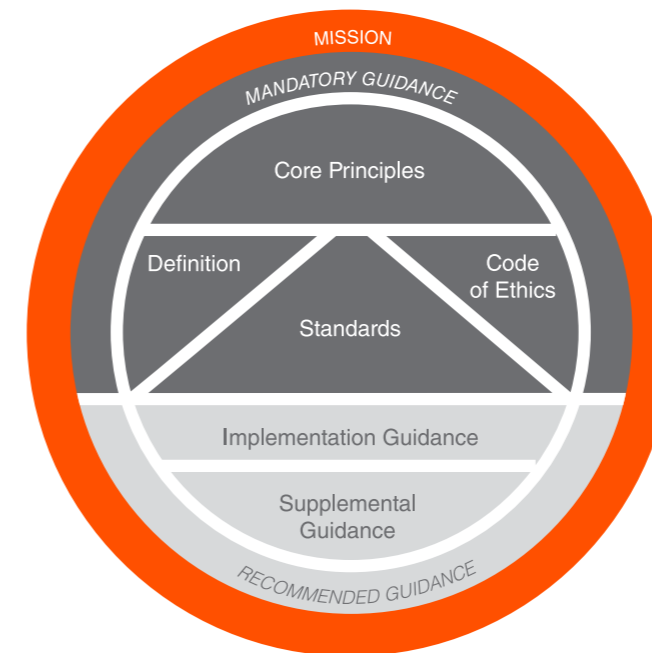 MISSION
MANDATORY GUIDANCE
Core Principles
Definition
Code
of Ethics
Standards
Implementation Guidance
Supplemental
Guidance
RECOMMENDED GUIDANCE